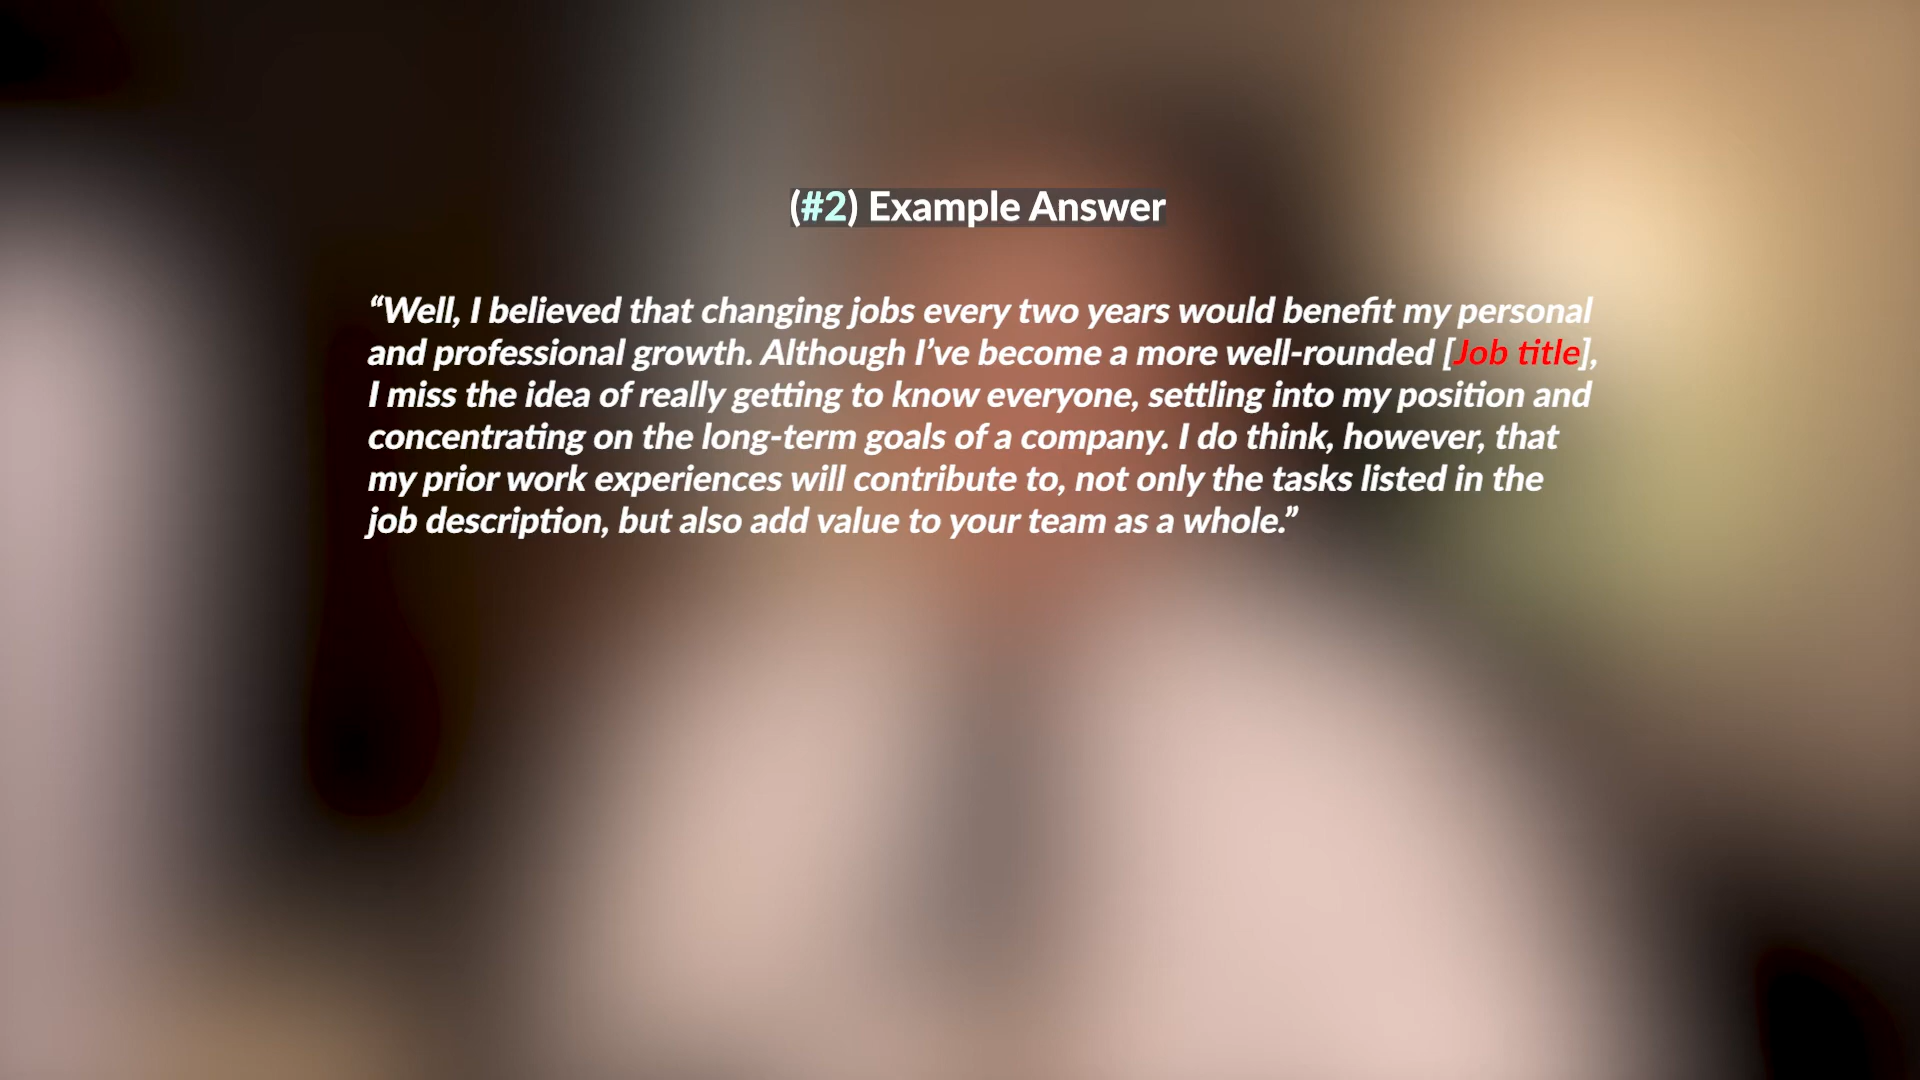 (#2) Example Answer
“Well, I believed that changing jobs every two years would benefit my personal
and professional growth. Although I’ve become a more well-rounded [Job title],
I miss the idea of really getting to know everyone, settling into my position and
concentrating on the long-term goals of a company. I do think, however, that
my prior work experiences will contribute to, not only the tasks listed in the
job description, but also add value to your team as a whole.”